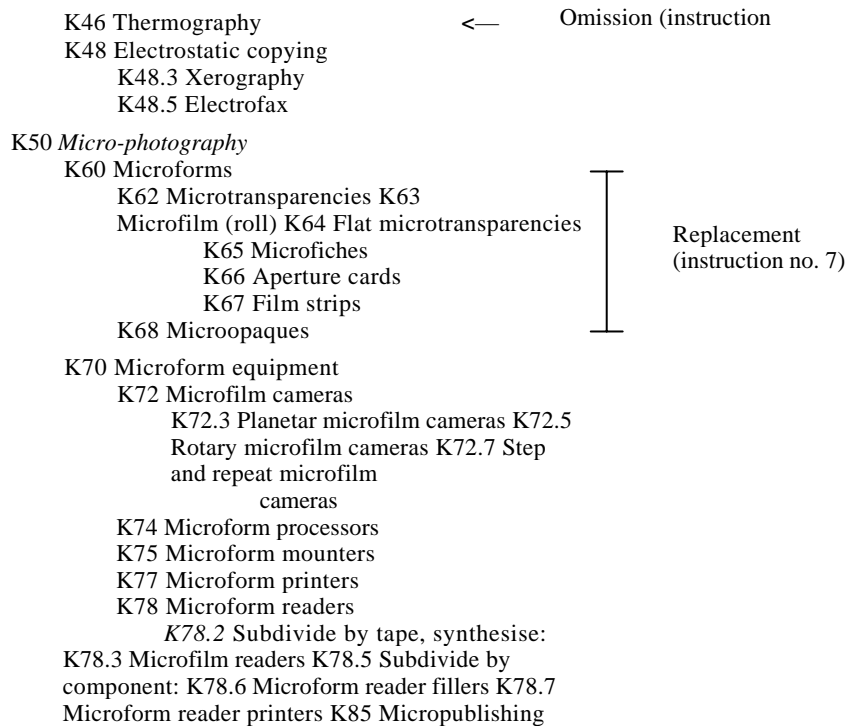 K46 Thermography <— Omission (instruction
K48 Electrostatic copying
K48.3 Xerography
K48.5 Electrofax
K50 Micro-photography
K60 Microforms
K62 Microtransparencies K63
Microfilm (roll) K64 Flat microtransparencies
K65 Microfiches
K66 Aperture cards
K67 Film strips
K68 Microopaques
Replacement
(instruction no. 7)
K70 Microform equipment
K72 Microfilm cameras
K72.3 Planetar microfilm cameras K72.5
Rotary microfilm cameras K72.7 Step
and repeat microfilm
cameras
K74 Microform processors
K75 Microform mounters
K77 Microform printers
K78 Microform readers
K78.2 Subdivide by tape, synthesise:
K78.3 Microfilm readers K78.5 Subdivide by
component: K78.6 Microform reader fillers K78.7
Microform reader printers K85 Micropublishing